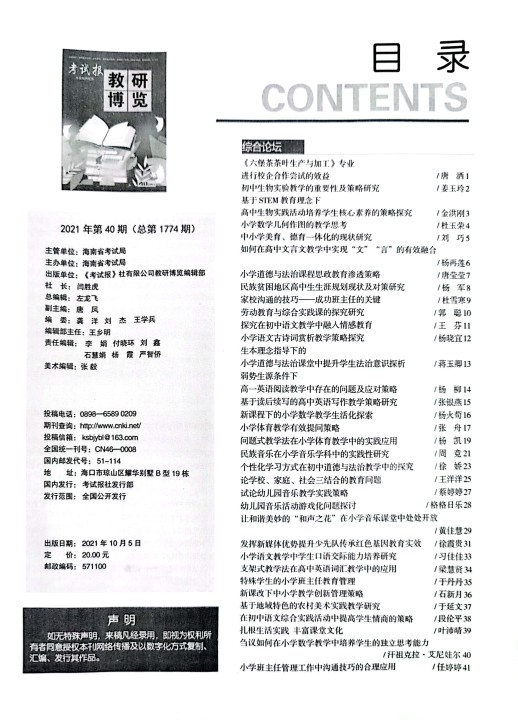 考试报
教研
博览
2021 年第 40 期（总第 1774 期）
主管单位：海南省考试局
主办单位：海南省考试局
出版单位：《考试报》社有限公司教研博览编辑部
社 长：闫胜虎
总编辑：左龙飞
副主编：唐 凤
编 委：龚 洋 刘 杰 王学兵
编辑部主任：王乡明
责任编辑：李 娟 付晓环 刘 鑫
石慧娟 杨 霞 严智侨
美术编辑：张 毅
投稿电话：0898—6589 0209
期刊查询：http://www.cnki.net/
投稿信箱：ksbjybl@163.com
全国统一刊号：CN46—0008
国内邮发代号：51—114
地 址：海口市琼山区耀华别墅 B 型 19 栋
国内发行：考试报社发行部
发行范围：全国公开发行
出版日期：2021 年 10 月 5 日
定 价：20.00 元
邮政编码：571100
声 明
如无特殊声明，来稿凡经录用，即视为权利所
有者同意授权本刊网络传播及以数字化方式复制、
汇编、发行其作品。
目 录
CONTENTS
综合论坛
《六堡茶茶叶生产与加工》专业
进行校企合作尝试的效益 /唐 酒 1
初中生物实验教学的重要性及策略研究 /姜玉玲 2
基于 STEM 教育理念下
高中生物实践活动培养学生核心素养的策略探究 /金洪刚 3
小学数学几何作图的教学思考 /杜玉荣 4
中小学美育、德育一体化的现状研究 /刘 巧 5
如何在高中文言文教学中实现“文”“言”的有效融合
/杨再莲 6
小学道德与法治课程思政教育渗透策略 /唐莹莹 7
民族贫困地区高中生生涯规划现状及对策研究 /杨 军 8
家校沟通的技巧——成功班主任的关键 /杜雪寒 9
劳动教育与综合实践课的探究研究 /郭 聪 10
探究在初中语文教学中融入情感教育 /王 芬 11
小学语文古诗词赏析教学策略探究 /杨晓宜 12
生本理念指导下的
小学道德与法治课堂中提升学生法治意识探析 /蒋玉卿 13
弱势生源条件下
高一英语阅读教学中存在的问题及应对策略 /杨 柳 14
基于读后续写的高中英语写作教学策略研究 /张银燕 15
新课程下的小学数学教学生活化探索 /杨火荀 16
小学体育教学有效提问策略 /张 舟 17
问题式教学法在小学体育教学中的实践应用 /杨 凯 19
民族音乐在小学音乐学科中的实践性研究 /周 竞 21
个性化学习方式在初中道德与法治教学中的探究 /徐 娇 23
论学校、家庭、社会三结合的教育问题 /王洋洋 25
试论幼儿园音乐教学实践策略 /蔡婷婷 27
幼儿园音乐活动游戏化问题探讨 /格格日乐 28
让和谐美妙的“和声之花”在小学音乐课堂中处处开放
/黄佳慧 29
发挥新媒体优势提升少先队传承红色基因教育实效 /徐霞贵 31
小学语文教学中学生口语交际能力培养研究 /习佳佳 33
支架式教学法在高中英语词汇教学中的应用 /梁慧贤 34
特殊学生的小学班主任教育管理 /于丹丹 35
新课改下中小学教学创新管理策略 /石新月 36
基于地域特色的农村美术实践教学研究 /于延文 37
在初中语文综合实践活动中提高学生情商的策略 /段伦平 38
扎根生活实践 丰富课堂文化 /叶沛晴 39
刍议如何在小学数学教学中培养学生的独立思考能力
/汗祖克拉·艾尼娃尔 40
小学班主任管理工作中沟通技巧的合理应用 /任婷婷 41